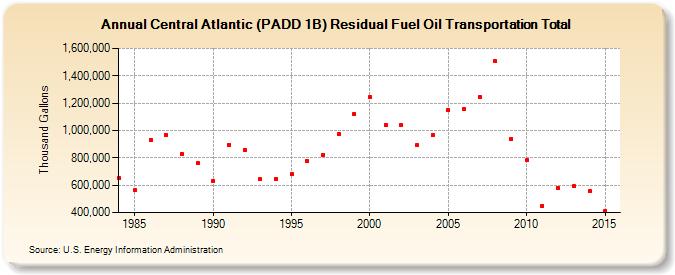 Annual Central Atlantic (PADD 1B) Residual Fuel Oil Transportation Total
Thousand Gallons
1,600,000
1,400,000
1,200,000
1,000,000
800,000
600,000
400,000
1985 1990 1995 2000 2005 2010 2015
Source: U.S. Energy Information Administration